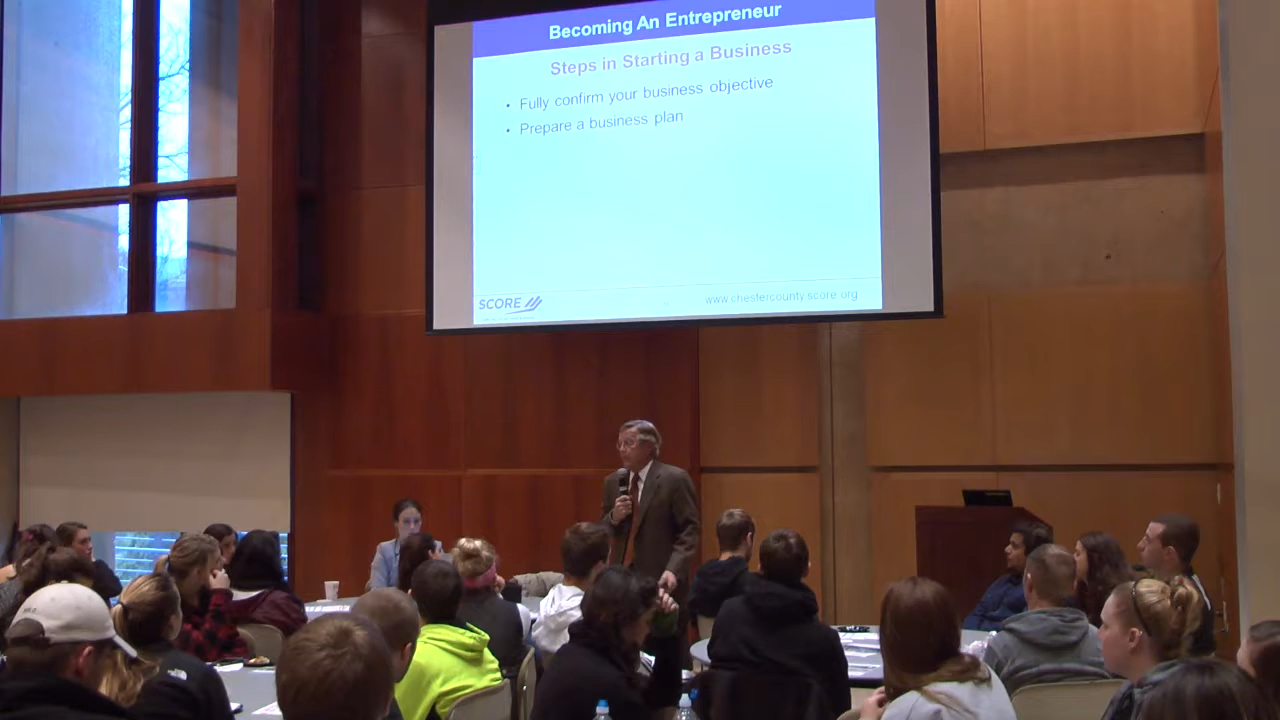 Becoming An Entrepreneur
Steps in Starting a Business
• Fully confirm your business objective
• Prepare a business plan
SCORE
www.chestercounty.score.org